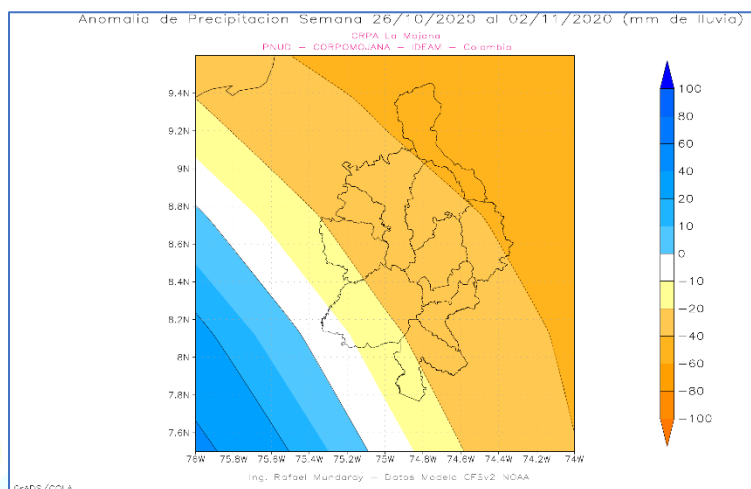 Anomalia de Precipitacion Semana 26/10/2020 al 02/11/2020 (mm de lluvia)
CRPA La Mojana
PNUD – CORPOMOJANA – IDEAM – Colombia
9.4N
9.2N
9N
8.8N
8.6N
8.4N
8.2N
8N
7.8N
7.6N
76W 75.8W 75.6W 75.4W 75.2W 75W 74.8W 74.6W 74.4W 74.2W 74W
100
80
60
40
20
0
−10
−20
−40
−60
−80
−100
Ing. Rafael Mundaray – Datos Modelo CFSv2 NOAA
GrADS/COLA